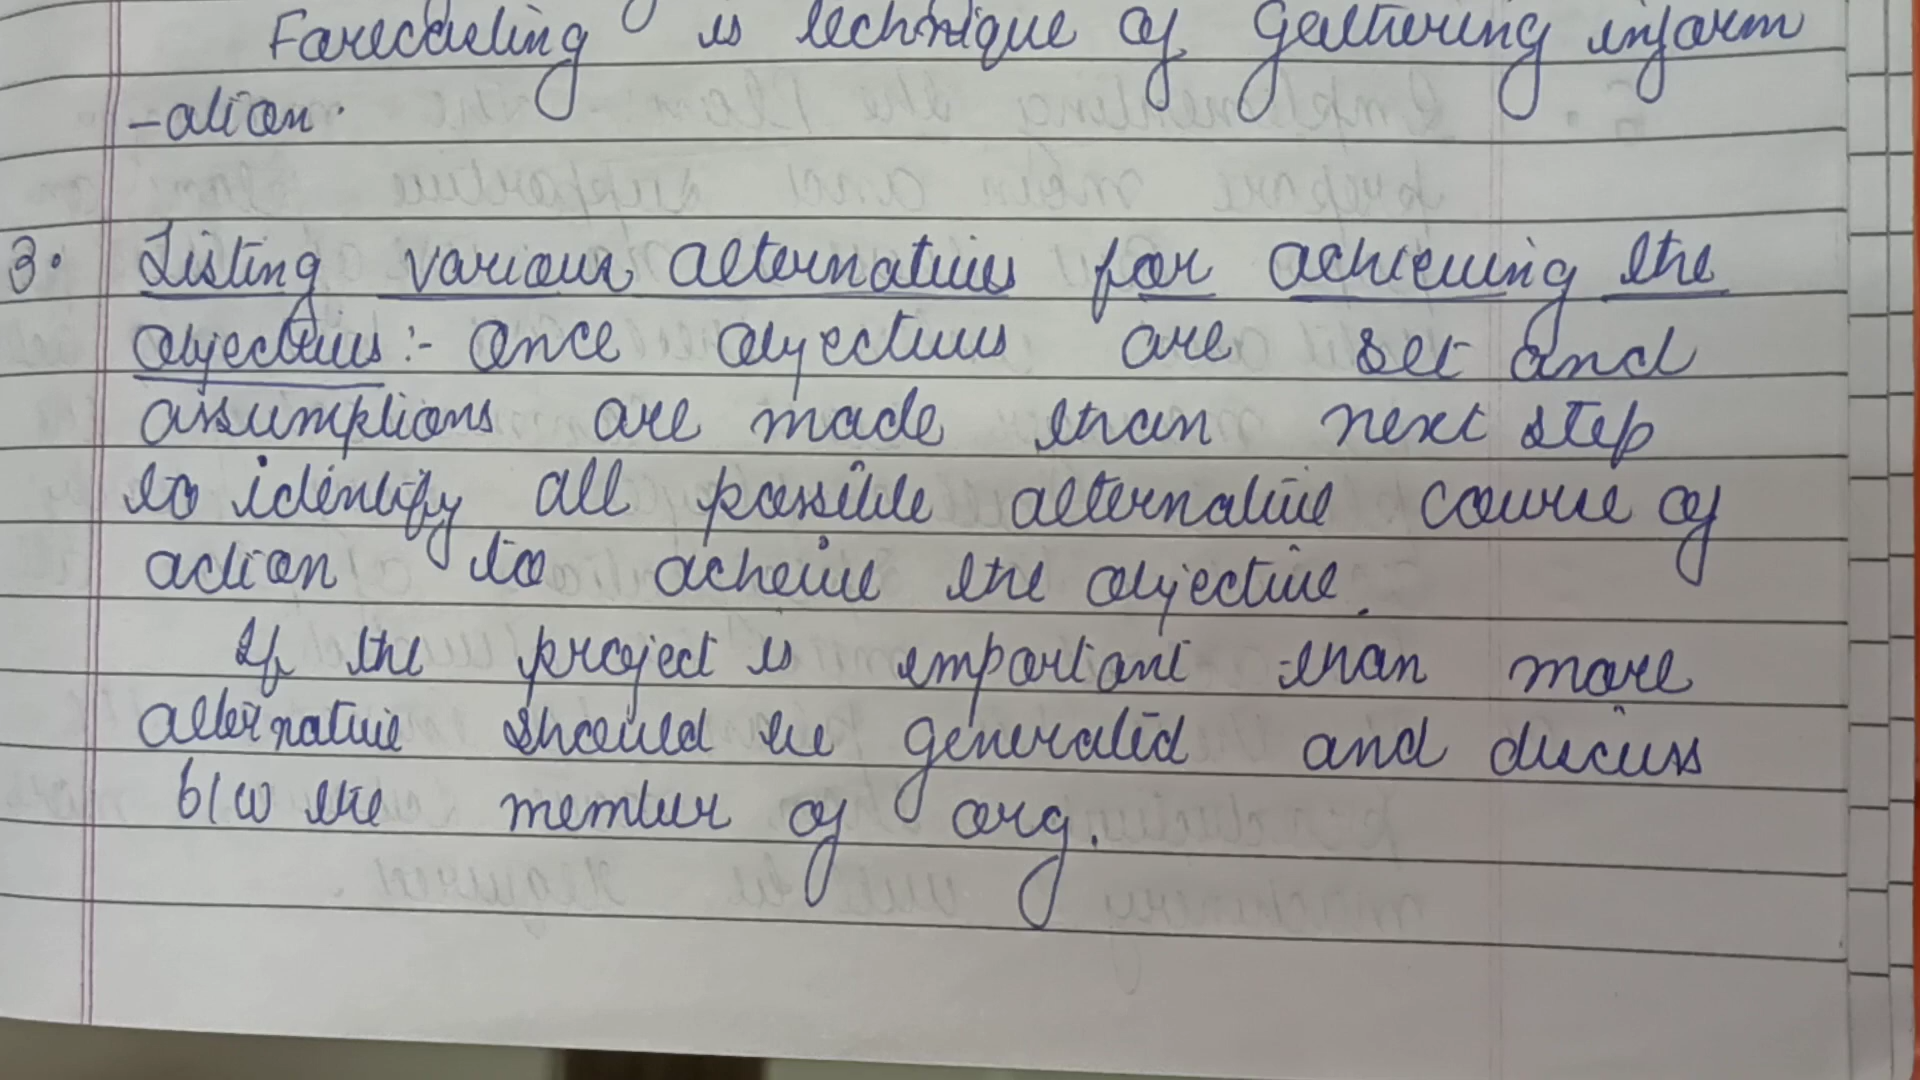 Forecasting is technique of gathering inform
-ation.
3. Listing various alternatives for achieving the
objectives :- Once objectives are set and
assumptions are made than next step
to identify all possible alternative course of
action to acheive the objective.
If the project is important than more
alternative should be generated and discuss
b/w the member of org.